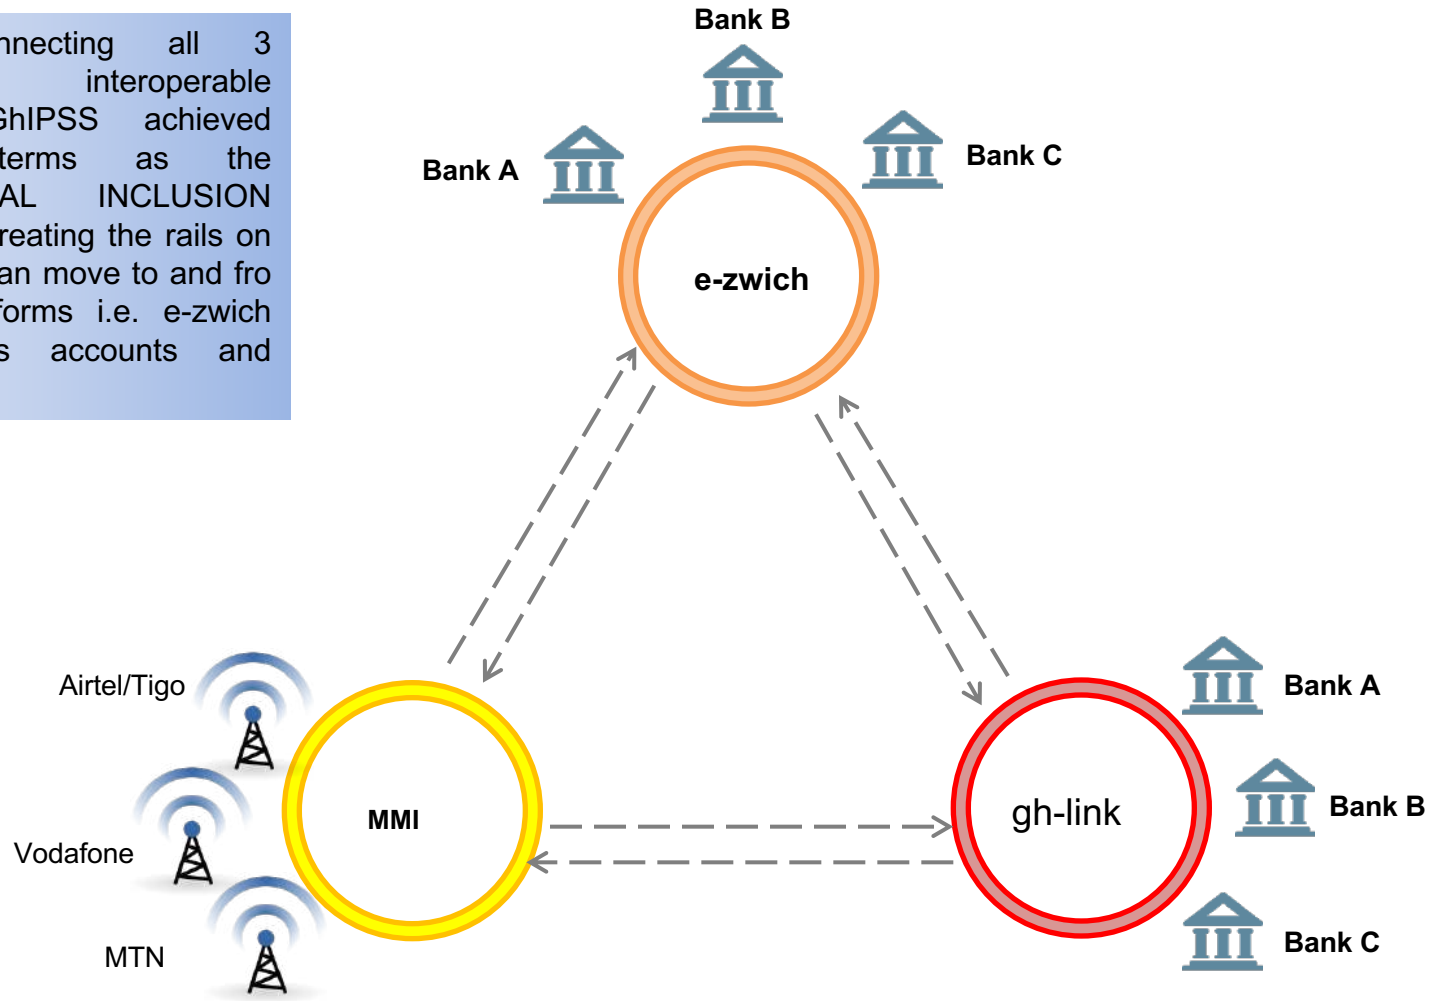 nnecting all 3
interoperable
GhIPSS achieved
terms as the
AL INCLUSION
reating the rails on
an move to and fro
forms i.e. e-zwich
s accounts and
Bank B
Bank A
Bank C
e-zwich
Airtel/Tigo
Vodafone
MTN
MMI
gh-link
Bank A
Bank B
Bank C